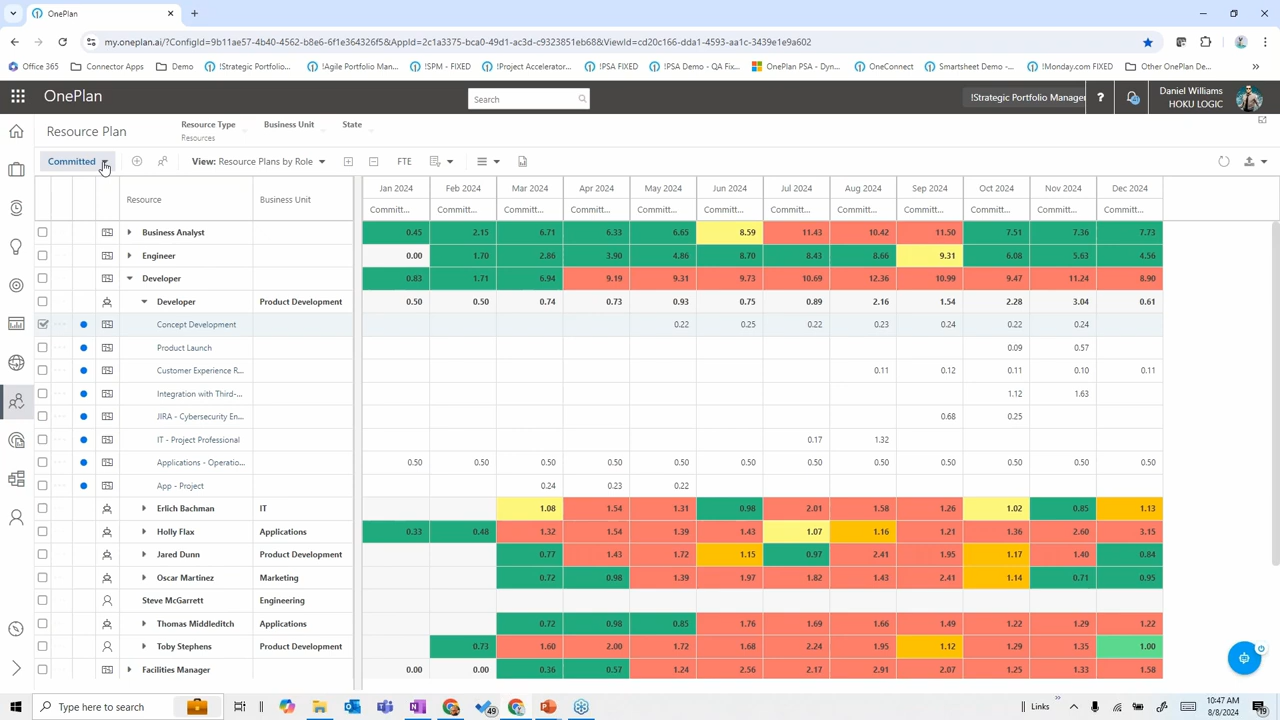 OnePlan
my.oneplan.ai/?ConfigId=9b11ae57-4b40-4562-b8e6-6f1e364326f5&AppId=2c1a3375-bca0-49d1-ac3d-c9323851eb68&ViewId=cd20c166-dda1-4593-aa1c-3439e1e9a602
Office 365 Connector Apps Demo !Strategic Portfolio... !Agile Portfolio Man... !SPM - FIXED !Project Accelerator... !PSA FIXED !PSA Demo - QA Fix... OnePlan PSA - Dyn... OneConnect Smartsheet Demo -... !Monday.com FIXED Other OnePlan De...
OnePlan Search !Strategic Portfolio Manager ? Daniel Williams
HOKU LOGIC
Resource Plan Resource Type Business Unit State
Resources
Committed View: Resource Plans by Role FTE
Resource Business Unit Jan 2024 Feb 2024 Mar 2024 Apr 2024 May 2024 Jun 2024 Jul 2024 Aug 2024 Sep 2024 Oct 2024 Nov 2024 Dec 2024
Committ... Committ... Committ... Committ... Committ... Committ... Committ... Committ... Committ... Committ... Committ... Committ...
Business Analyst 0.45 2.15 6.71 6.33 6.65 8.59 11.43 10.42 11.50 7.51 7.36 7.73
Engineer 0.00 1.70 2.86 3.90 4.86 8.70 8.43 8.66 9.31 6.08 5.63 4.56
Developer 0.83 1.71 6.94 9.19 9.31 9.73 10.69 12.36 10.99 9.47 11.24 8.90
Developer Product Development 0.50 0.50 0.74 0.73 0.93 0.75 0.89 2.16 1.54 2.28 3.04 0.61
Concept Development 0.22 0.25 0.22 0.23 0.24 0.22 0.24
Product Launch 0.09 0.57
Customer Experience R... 0.11 0.12 0.11 0.10 0.11
Integration with Third-... 1.12 1.63
JIRA - Cybersecurity En... 0.68 0.25
IT - Project Professional 0.17 1.32
Applications - Operatio... 0.50 0.50 0.50 0.50 0.50 0.50 0.50 0.50 0.50 0.50 0.50 0.50
App - Project 0.24 0.23 0.22
Erlich Bachman IT 1.08 1.54 1.31 0.98 2.01 1.58 1.26 1.02 0.85 1.13
Holly Flax Applications 0.33 0.48 1.32 1.54 1.39 1.43 1.07 1.16 1.21 1.36 2.60 3.15
Jared Dunn Product Development 0.77 1.43 1.72 1.15 0.97 2.41 1.95 1.17 1.40 0.84
Oscar Martinez Marketing 0.72 0.98 1.39 1.97 1.82 1.43 2.41 1.14 0.71 0.95
Steve McGarrett Engineering
Thomas Middleditch Applications 0.72 0.98 0.85 1.76 1.69 1.66 1.49 1.22 1.29 1.22
Toby Stephens Product Development 0.73 1.60 2.00 1.72 1.68 2.24 1.95 1.12 1.29 1.35 1.00
Facilities Manager 0.00 0.00 0.36 0.57 1.24 2.56 2.17 2.91 2.07 1.25 1.33 1.58
Type here to search 49 Links 10:47 AM
8/8/2024 19